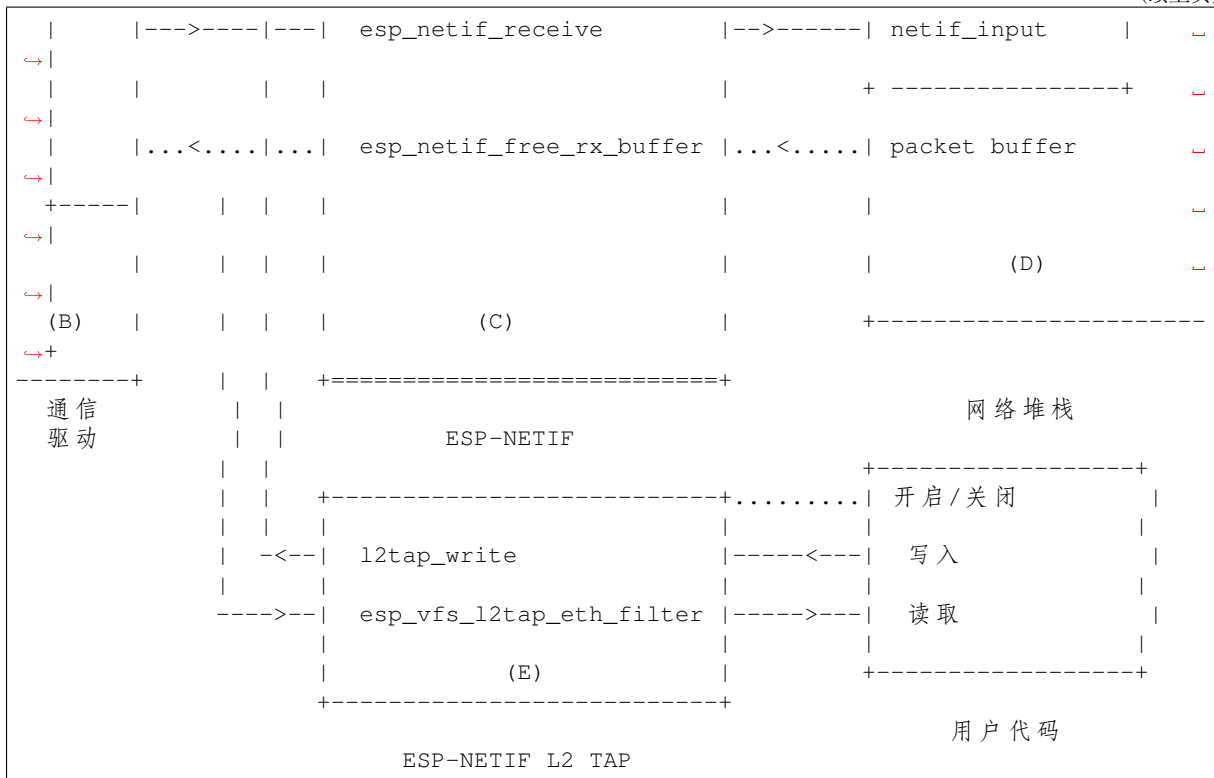 |       |--->----|---|  esp_netif_receive        |-->------| netif_input     |     ␣
↪|
|       |        |   |                           |         + ----------------+     ␣
↪|
|       |...<....|...|  esp_netif_free_rx_buffer |...<.....| packet buffer         ␣
↪|
+-----|     |  |   |                           |         |                       ␣
↪|
      |     |  |   |                           |         |         (D)           ␣
↪|
(B)   |     |  |   |          (C)              |         +-----------------------
↪+
--------+     |  |   +===========================+
通信         |  |                                               网络堆栈
驱动         |  |           ESP-NETIF
            |  |                                         +------------------+
            |  |   +---------------------------+.........| 开启/关闭         |
            |  |   |                           |         |                  |
            |  -<--|  l2tap_write              |-----<---|  写入            |
            |      |                           |         |                  |
            ---->--|  esp_vfs_l2tap_eth_filter |----->---|  读取            |
                   |                           |         |                  |
                   |            (E)            |         +------------------+
                   +---------------------------+
                                                              用户代码
                        ESP-NETIF L2 TAP